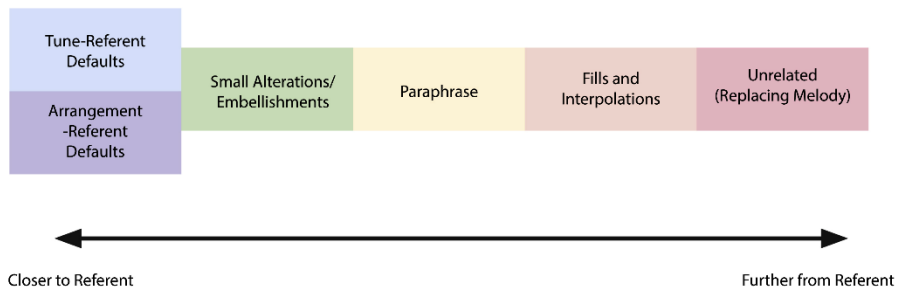 Tune-Referent
Defaults
Arrangement
-Referent
Defaults
Small Alterations/
Embellishments
Paraphrase
Fills and
Interpolations
Unrelated
(Replacing Melody)
Closer to Referent
Further from Referent